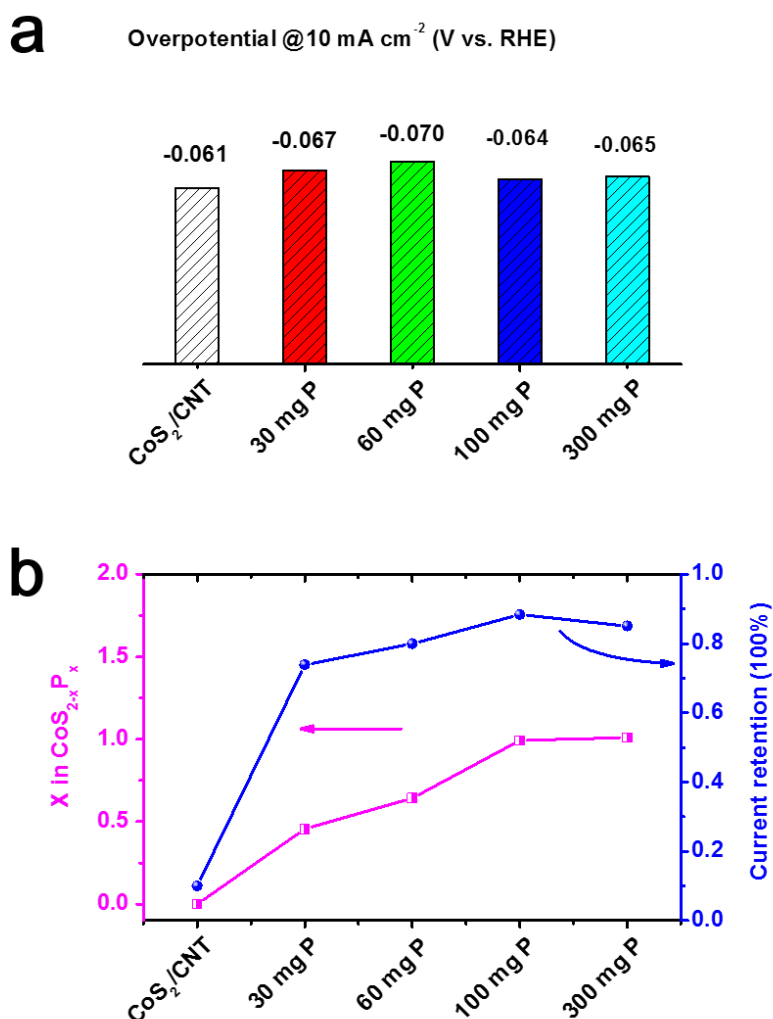 a
Overpotential @10 mA cm⁻² (V vs. RHE)
-0.061
-0.067
-0.070
-0.064
-0.065
CoS₂/CNT
30 mg P
60 mg P
100 mg P
300 mg P
b
X in CoS₂₋ₓPₓ
2.0
1.5
1.0
0.5
0.0
1.0
0.8
0.6
0.4
0.2
0.0
Current retention (100%)
CoS₂/CNT
30 mg P
60 mg P
100 mg P
300 mg P